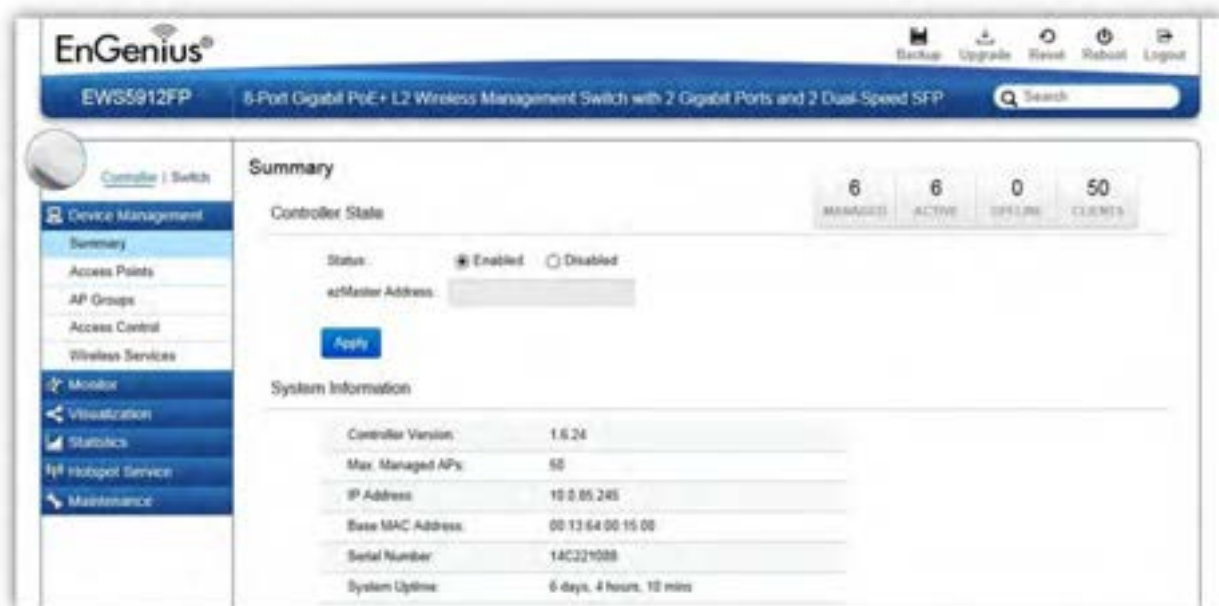 EnGenius®
Backup Upgrade Reset Reboot Logout
EWS5912FP
8-Port Gigabit PoE+ L2 Wireless Management Switch with 2 Gigabit Ports and 2 Dual-Speed SFP
Search
Controller | Switch
Device Management
Summary
Access Points
AP Groups
Access Control
Wireless Services
Monitor
Visualization
Statistics
Hotspot Service
Maintenance
Summary
6 6 0 50
MANAGED ACTIVE OFFLINE CLIENTS
Controller State
Status: Enabled Disabled
ezMaster Address:
Apply
System Information
Controller Version: 1.6.24
Max. Managed APs: 50
IP Address: 10.0.85.245
Base MAC Address: 00:13:64:00:15:00
Serial Number:
System Uptime: 6 days, 4 hours, 10 mins